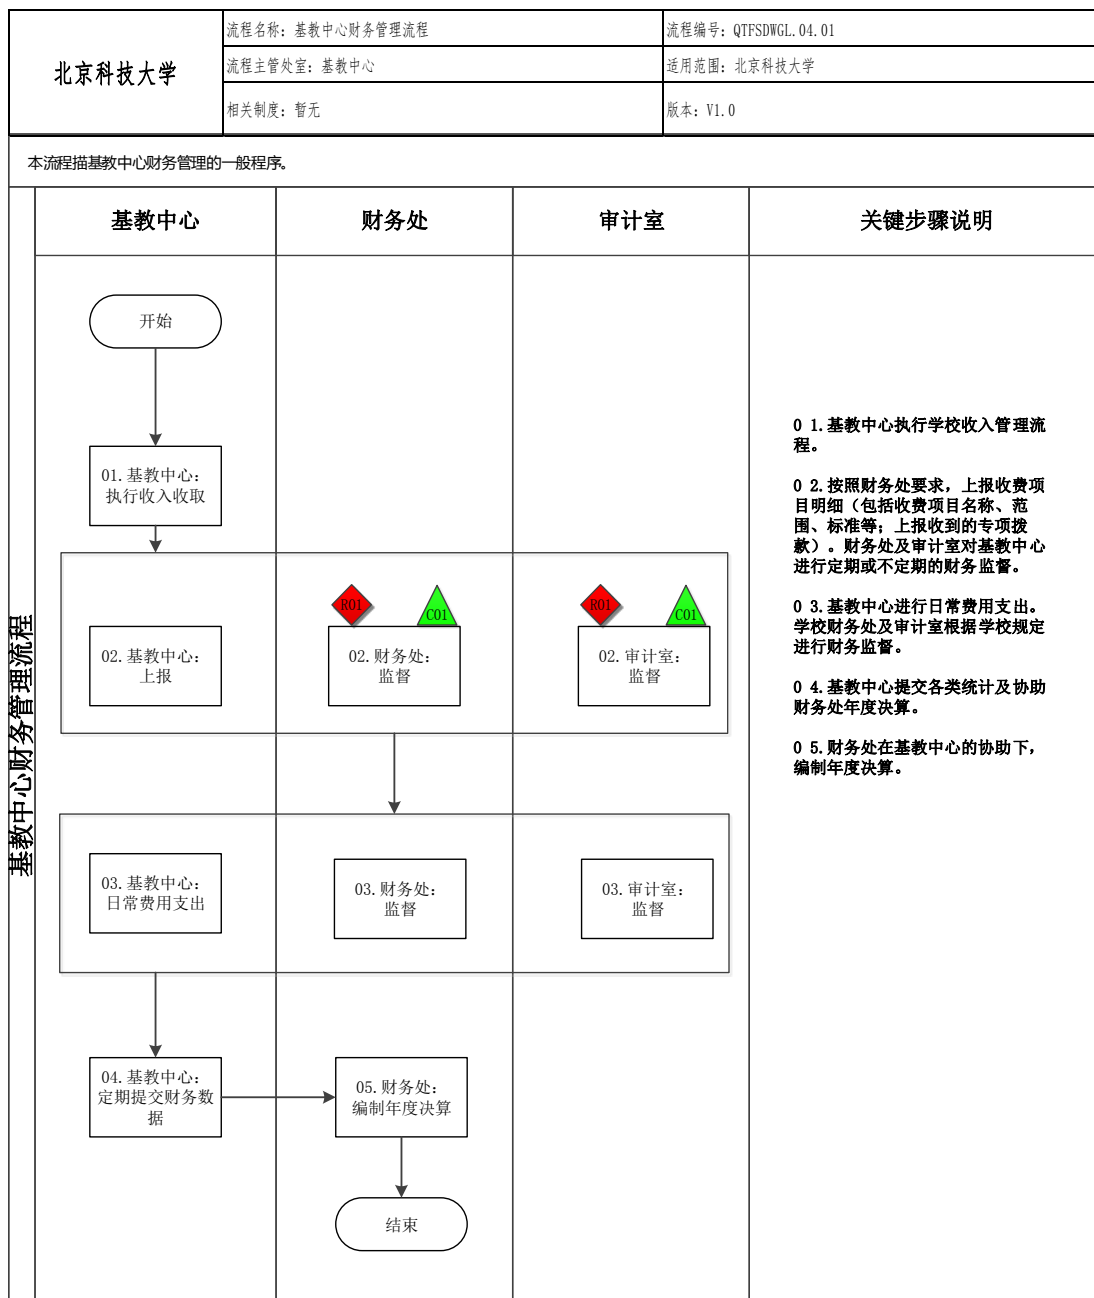 北京科技大学
流程名称：基教中心财务管理流程
流程编号：QTFSDWGL.04.01
流程主管处室：基教中心
适用范围：北京科技大学
相关制度：暂无
版本：V1.0
本流程描基教中心财务管理的一般程序。
基教中心财务管理流程
基教中心
财务处
审计室
关键步骤说明
开始
01.基教中心：
执行收入收取
R01
C01
R01
C01
02.基教中心：
上报
02.财务处：
监督
02.审计室：
监督
03.基教中心：
日常费用支出
03.财务处：
监督
03.审计室：
监督
04.基教中心：
定期提交财务数
据
05.财务处：
编制年度决算
结束
0 1.基教中心执行学校收入管理流
程。
0 2.按照财务处要求，上报收费项
目明细（包括收费项目名称、范
围、标准等；上报收到的专项拨
款）。财务处及审计室对基教中心
进行定期或不定期的财务监督。
0 3.基教中心进行日常费用支出。
学校财务处及审计室根据学校规定
进行财务监督。
0 4.基教中心提交各类统计及协助
财务处年度决算。
0 5.财务处在基教中心的协助下，
编制年度决算。